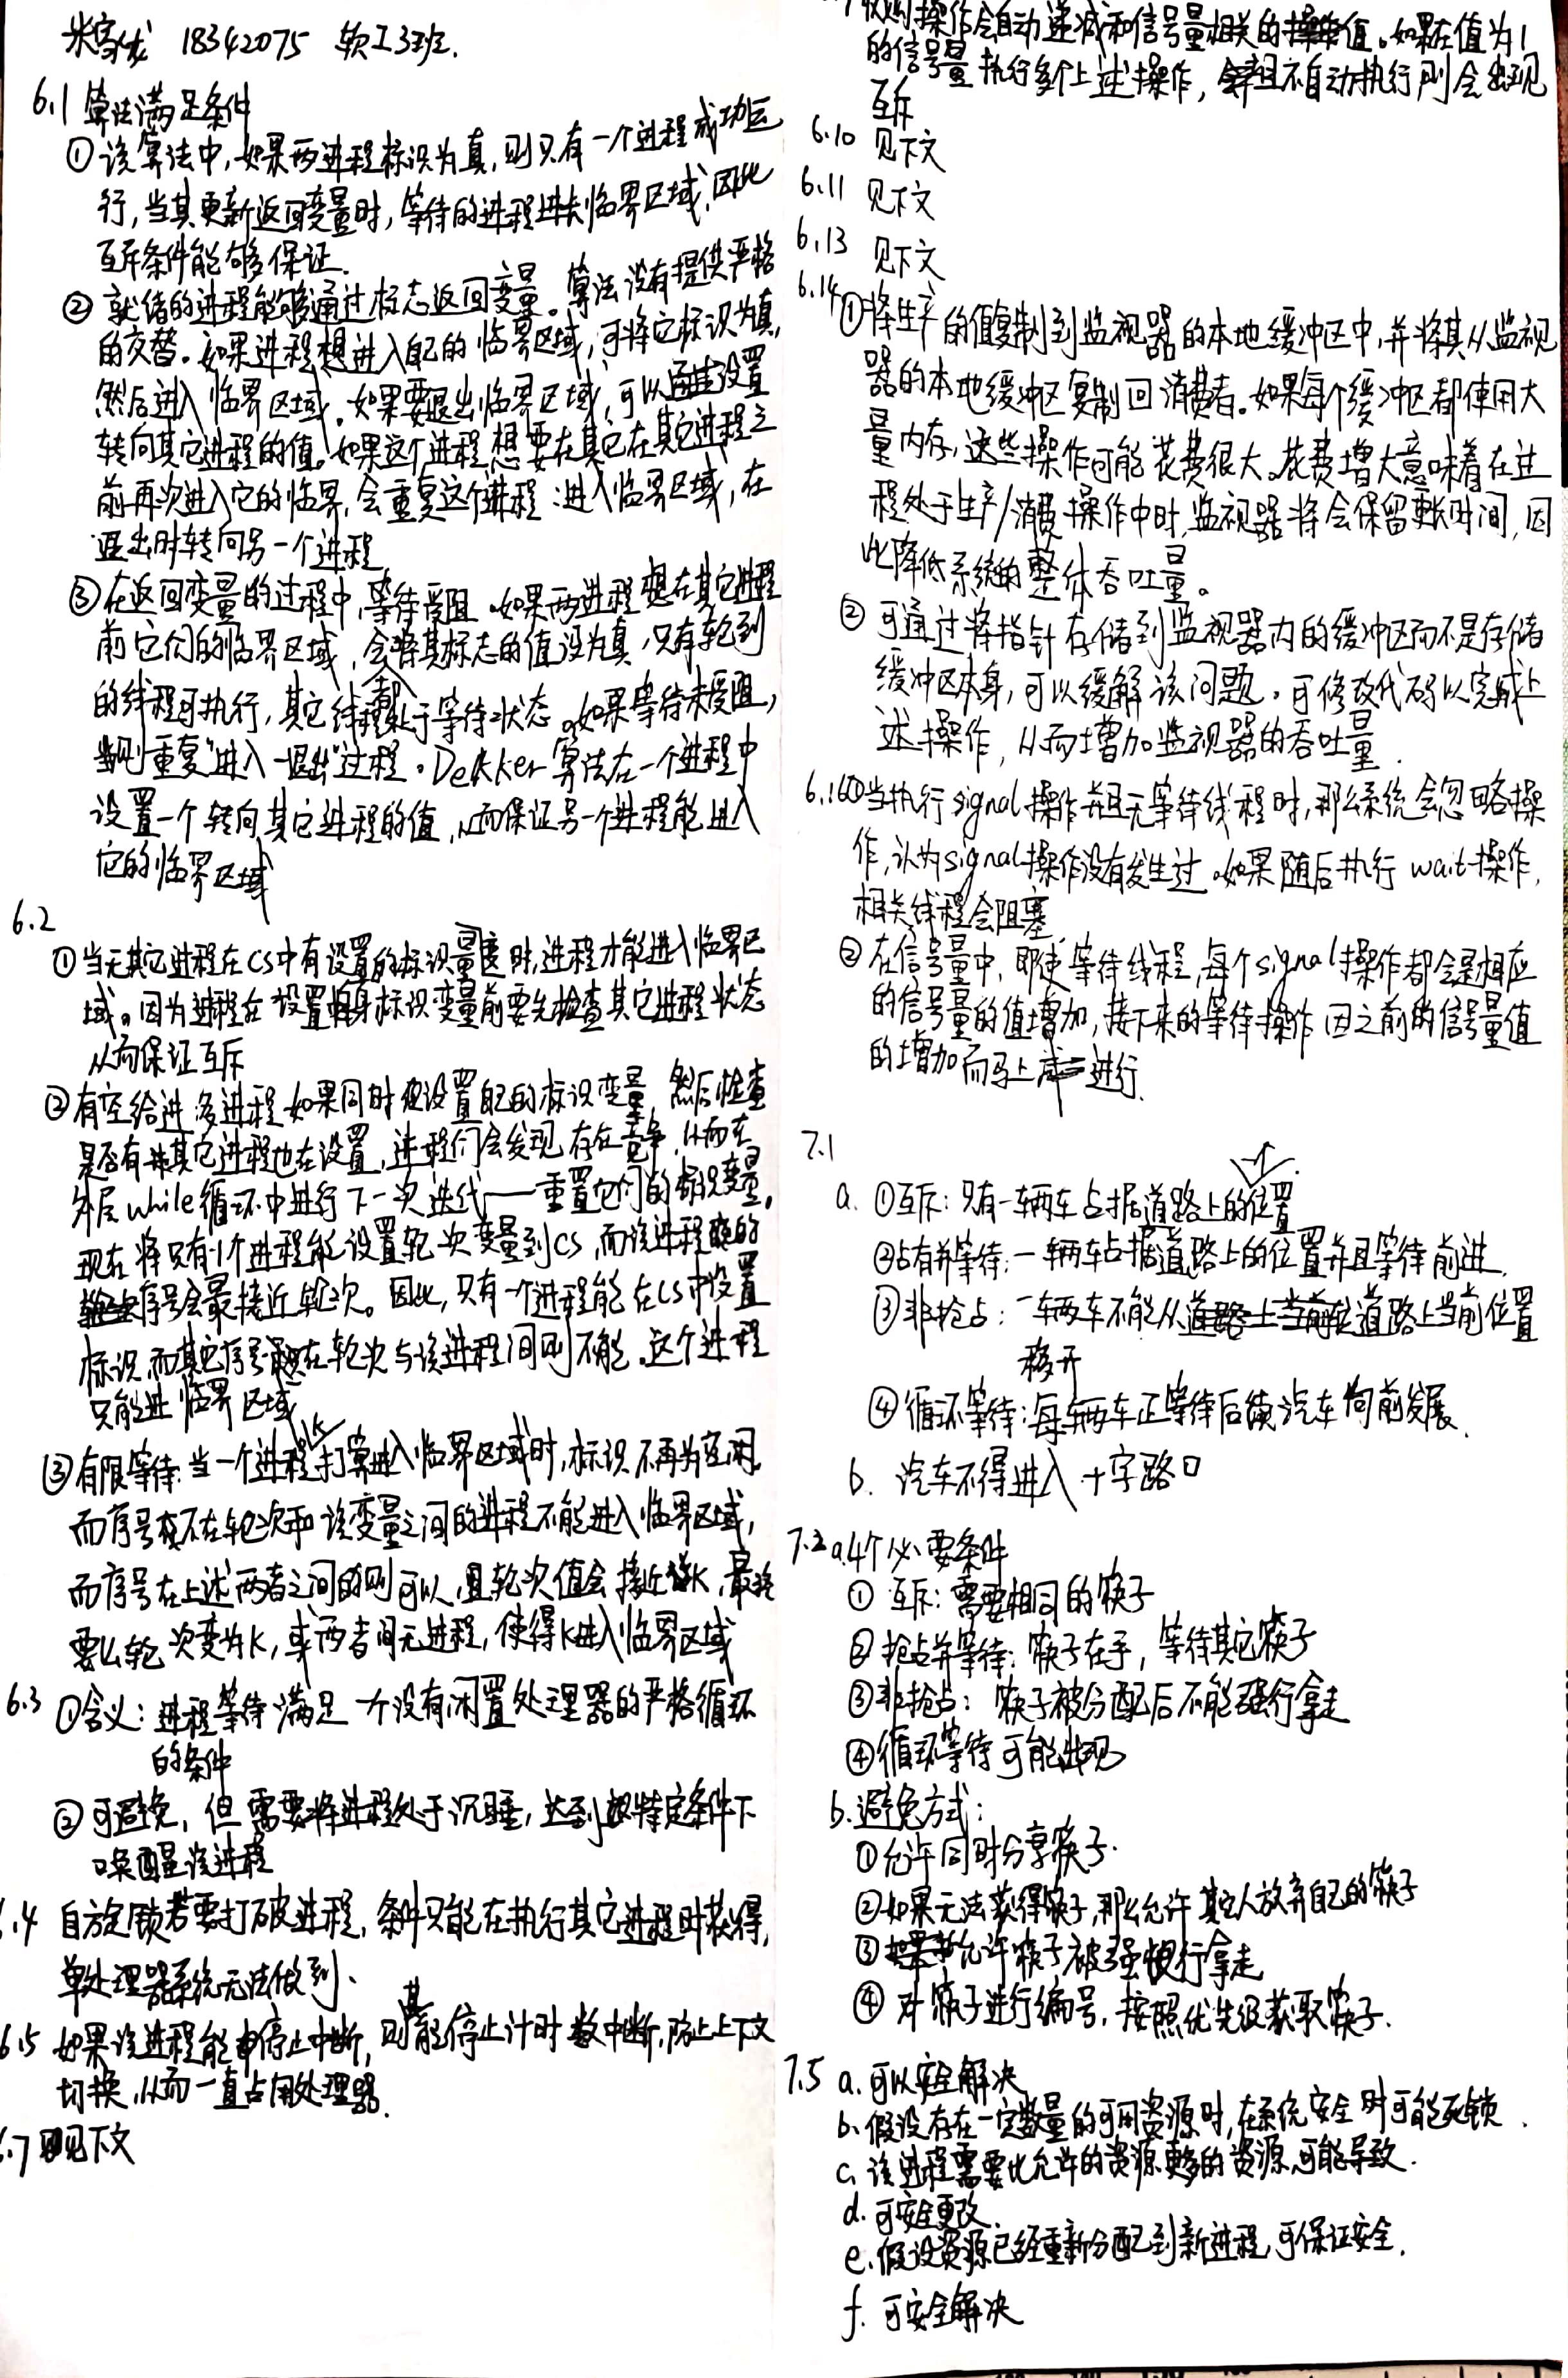 18342075 软工3班.
6.1 算法满足条件
①该算法中,如果两进程标识为真,则只有一个进程成功运
行,当其更新返回变量时,等待的进程进去临界区域,因此
互斥条件能够保证.
②就绪的进程能够通过标志返回变量。算法没有提供严格
的交替。如果进程想进入自己的临界区域,可将它标识为真,
然后进入临界区域。如果要退出临界区域,可以通过设置
转向其它进程的值。如果这个进程想要在其它在其它进程之
前再次进入它的临界,会重复这个进程:进入临界区域,在
退出时转向另一个进程
③在返回变量的过程中,等待受阻。如果两进程想在其它进程
前它们的临界区域,会将其标志的值设为真,只有轮到
的线程可执行,其它线程都处于等待状态。如果等待未受阻,
则重复“进入—退出”过程。Dekker算法在一个进程中
设置一个转向其它进程的值,从而保证另一个进程能进入
它的临界区域
6.2
①当无其它进程在CS中有设置的标识变量时,进程才能进入临界区
域。因为进程在设置自身标识变量前要先检查其它进程状态
从而保证互斥
②有空给进:多进程如果同时设置自己的标识变量,然后检查
是否有其它进程也在设置,进程们会发现存在竞争,从而在
外层while循环中进行下一次迭代——重置它们的标识变量。
现在将只有1个进程能设置轮次变量到CS,而该进程的
序号会最接近轮次。因此,只有一个进程能在CS中设置
标识,而其它序号在轮次与该进程间则不能。这个进程
只能进临界区域
③有限等待:当一个进程k打算进入临界区域时,标识不再为空闲,
而序号不在轮次和该变量之间的进程不能进入临界区域,
而序号在上述两者之间的则可以,且轮次值会接近k,最终
要么轮次变为K,或两者间无进程,使得K进入临界区域
6.3 ①含义:进程等待满足一个没有闲置处理器的严格循环
的条件
②可避免,但需要将进程处于沉睡,达到特定条件下
唤醒该进程
.4 自旋锁若要打破进程,条件只能在执行其它进程时获得,
单处理器系统无法做到.
6.5 如果该进程能停止中断,则其能停止计时中断,防止上下文
切换,从而一直占用处理器.
.7 见下文
操作会自动递减和信号量相关的值。如果在值为1
的信号量执行多个上述操作,并且不自动执行则会出现
互斥
6.10 见下文
6.11 见下文
6.13 见下文
6.14 ①将生产的值复制到监视器的本地缓冲区中,并将其从监视
器的本地缓冲区复制回消费者。如果每个缓冲区都使用大
量内存,这些操作可能花费很大。花费增大意味着在过
程处于生产/消费操作中时,监视器将会保留更长时间,因
此降低系统的整体吞吐量。
②可通过将指针存储到监视器内的缓冲区而不是存储
缓冲区本身,可以缓解该问题。可修改代码以完成上
述操作,从而增加监视器的吞吐量.
6.16 ①当执行signal操作并且无等待线程时,那么系统会忽略操
作,认为signal操作没有发生过。如果随后执行wait操作,
相关线程会阻塞
②在信号量中,即使等待线程,每个signal操作都会是相应
的信号量的值增加,接下来的等待操作因之前的信号量值
的增加而马上进行.
7.1
a. ①互斥:只有一辆车占据道路上的位置
②占有并等待:一辆车占据道路上的位置并且等待前进.
③非抢占:一辆车不能从道路上当前位置
移开
④循环等待:每辆车正等待后续汽车向前发展.
b. 汽车不得进入十字路口
7.2 a.4个必要条件
①互斥:需要相同的筷子
②抢占并等待:筷子在手,等待其它筷子
③非抢占:筷子被分配后不能强行拿走
④循环等待可能出现
b.避免方式:
①允许同时分享筷子.
②如果无法获得筷子,那么允许其它人放弃自己的筷子
③允许筷子被强行拿走
④对筷子进行编号,按照优先级获取筷子.
7.5 a.可以安全解决
b.假设存在一定数量的可用资源时,在系统安全时可能死锁.
c.该进程需要比允许的资源更多的资源,可能导致.
d.可安全更改.
e.假设资源已经重新分配到新进程,可保证安全.
f.可安全解决